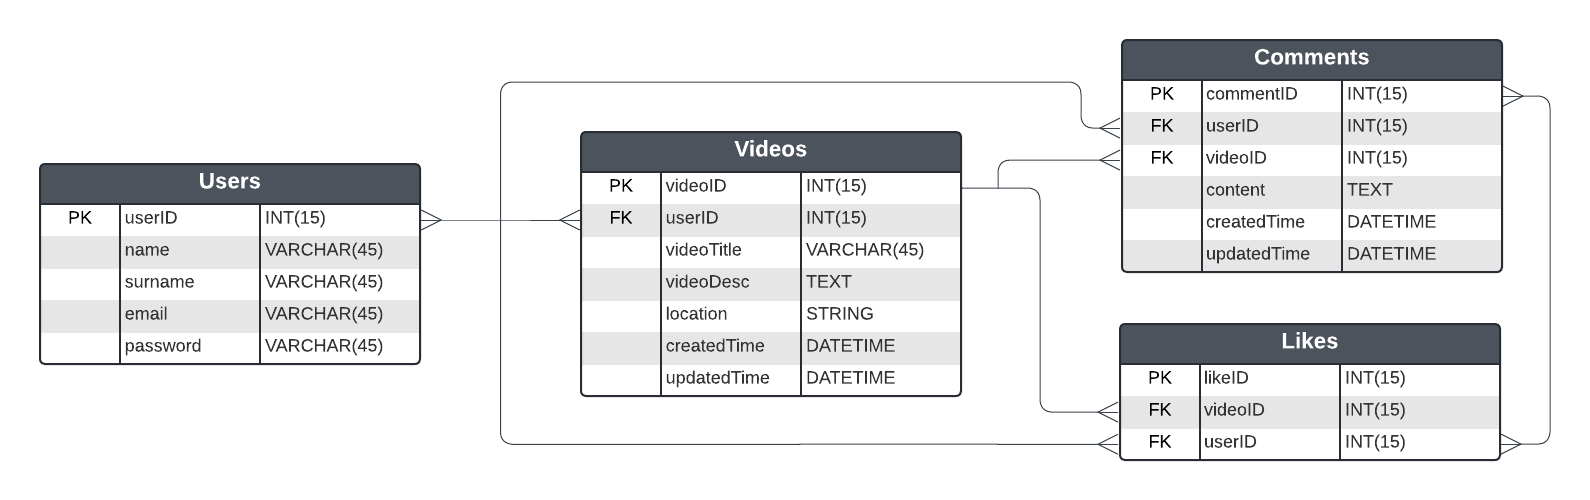 Users
PK userID INT(15)
name VARCHAR(45)
surname VARCHAR(45)
email VARCHAR(45)
password VARCHAR(45)
Videos
PK videoID INT(15)
FK userID INT(15)
videoTitle VARCHAR(45)
videoDesc TEXT
location STRING
createdTime DATETIME
updatedTime DATETIME
Comments
PK commentID INT(15)
FK userID INT(15)
FK videoID INT(15)
content TEXT
createdTime DATETIME
updatedTime DATETIME
Likes
PK likeID INT(15)
FK videoID INT(15)
FK userID INT(15)